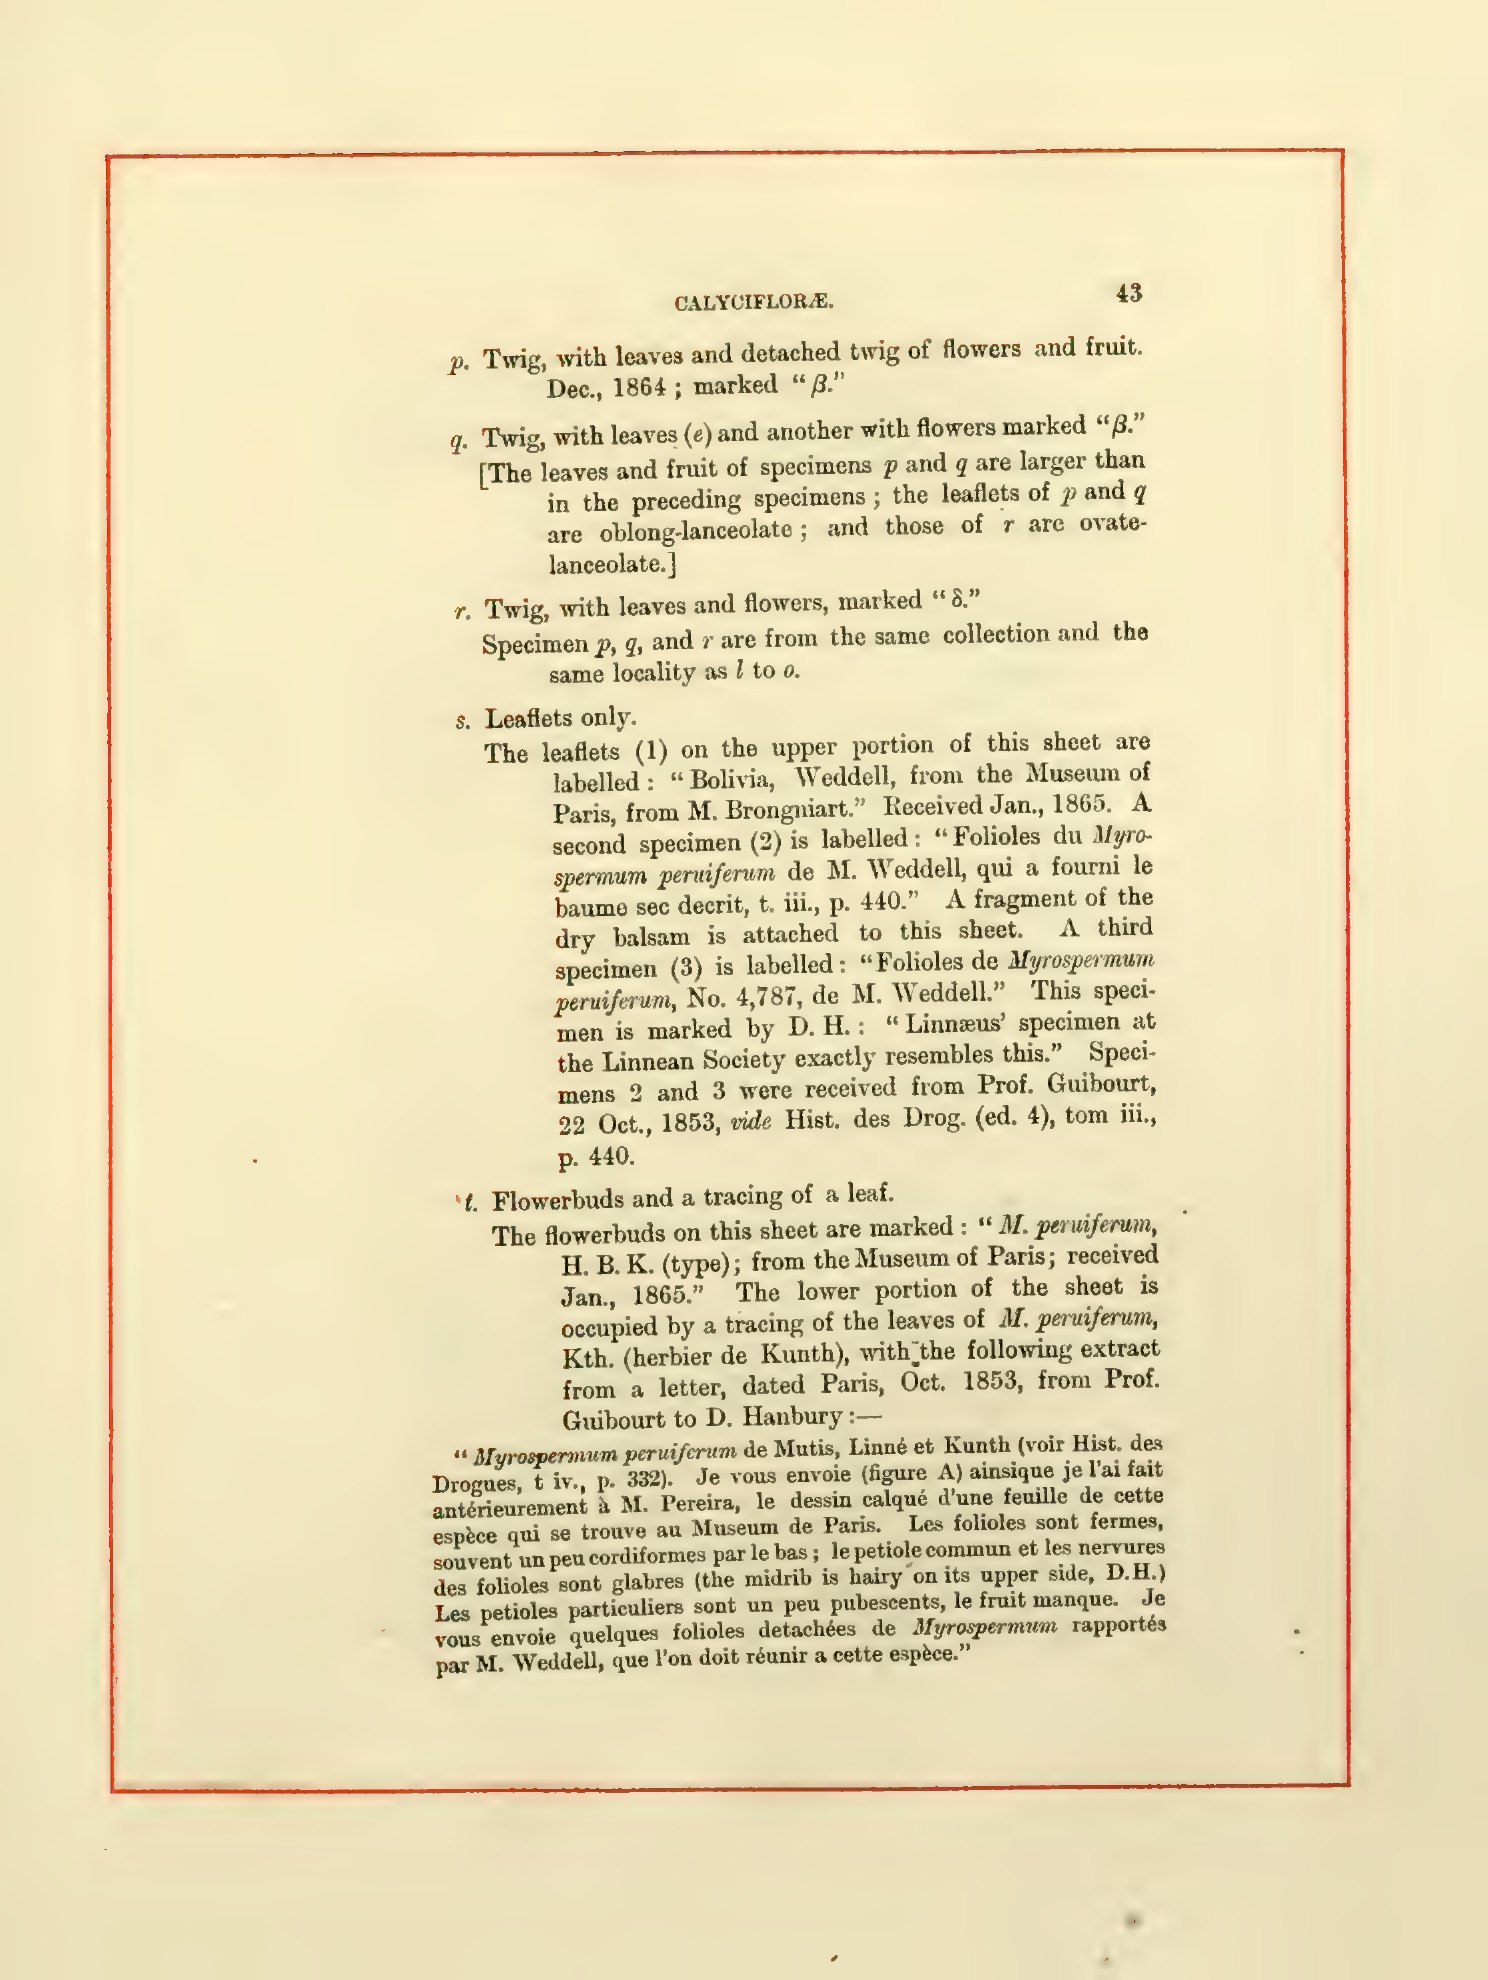 CALYCIFLORÆ. 43
p. Twig, with leaves and detached twig of flowers and fruit.
Dec., 1864 ; marked “β.”
q. Twig, with leaves (e) and another with flowers marked “β.”
[The leaves and fruit of specimens p and q are larger than
in the preceding specimens ; the leaflets of p and q
are oblong-lanceolate ; and those of r are ovate-
lanceolate.]
r. Twig, with leaves and flowers, marked “δ.”
Specimen p, q, and r are from the same collection and the
same locality as l to o.
s. Leaflets only.
The leaflets (1) on the upper portion of this sheet are
labelled : “Bolivia, Weddell, from the Museum of
Paris, from M. Brongniart.” Received Jan., 1865. A
second specimen (2) is labelled : “Folioles du Myro-
spermum peruiferum de M. Weddell, qui a fourni le
baume sec decrit, t. iii., p. 440.” A fragment of the
dry balsam is attached to this sheet. A third
specimen (3) is labelled : “Folioles de Myrospermum
peruiferum, No. 4,787, de M. Weddell.” This speci-
men is marked by D. H. : “Linnæus’ specimen at
the Linnean Society exactly resembles this.” Speci-
mens 2 and 3 were received from Prof. Guibourt,
22 Oct., 1853, vide Hist. des Drog. (ed. 4), tom iii.,
p. 440.
t. Flowerbuds and a tracing of a leaf.
The flowerbuds on this sheet are marked : “M. peruiferum,
H. B. K. (type); from the Museum of Paris; received
Jan., 1865.” The lower portion of the sheet is
occupied by a tracing of the leaves of M. peruiferum,
Kth. (herbier de Kunth), with the following extract
from a letter, dated Paris, Oct. 1853, from Prof.
Guibourt to D. Hanbury :—
“Myrospermum peruiferum de Mutis, Linné et Kunth (voir Hist. des
Drogues, t iv., p. 332). Je vous envoie (figure A) ainsique je l’ai fait
antérieurement à M. Pereira, le dessin calqué d’une feuille de cette
espèce qui se trouve au Museum de Paris. Les folioles sont fermes,
souvent un peu cordiformes par le bas ; le petiole commun et les nervures
des folioles sont glabres (the midrib is hairy on its upper side, D.H.)
Les petioles particuliers sont un peu pubescents, le fruit manque. Je
vous envoie quelques folioles detachées de Myrospermum rapportés
par M. Weddell, que l’on doit réunir a cette espèce.”